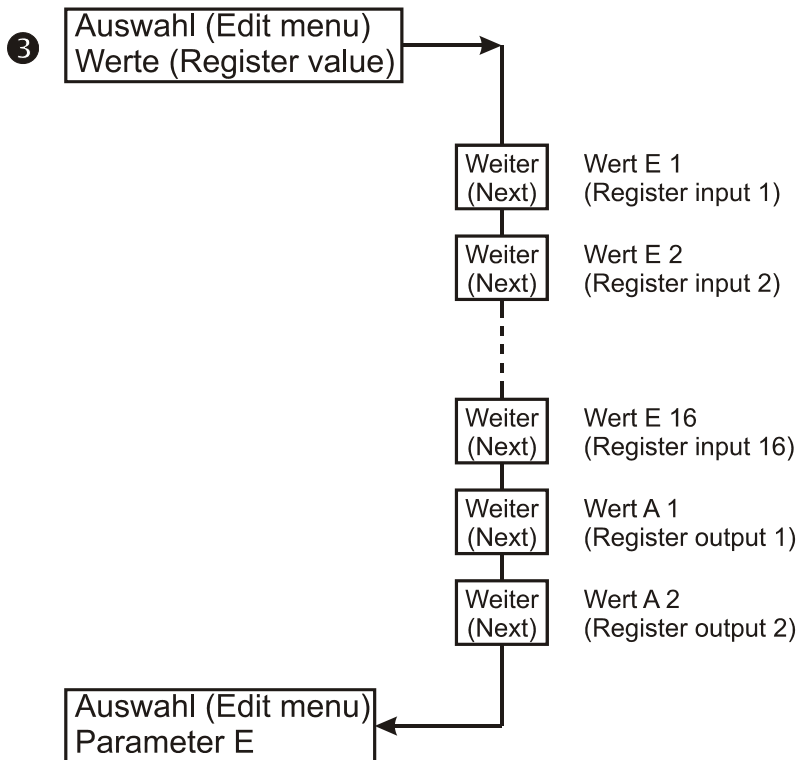 ❸
Auswahl (Edit menu)
Werte (Register value)
Weiter
(Next)
Wert E 1
(Register input 1)
Weiter
(Next)
Wert E 2
(Register input 2)
Weiter
(Next)
Wert E 16
(Register input 16)
Weiter
(Next)
Wert A 1
(Register output 1)
Weiter
(Next)
Wert A 2
(Register output 2)
Auswahl (Edit menu)
Parameter E